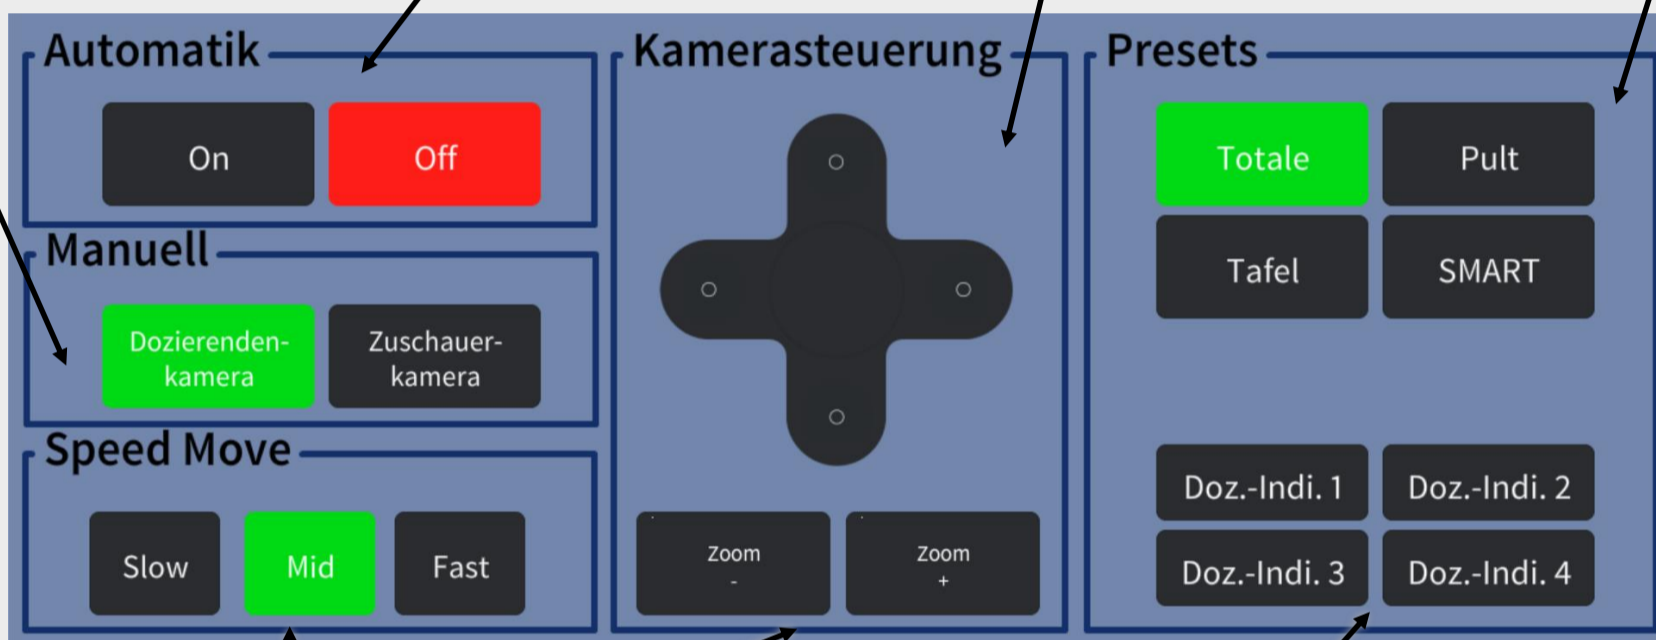 Automatik
On
Off
Manuell
Dozierenden-
kamera
Zuschauer-
kamera
Speed Move
Slow
Mid
Fast
Kamerasteuerung
Zoom
-
Zoom
+
Presets
Totale
Pult
Tafel
SMART
Doz.-Indi. 1
Doz.-Indi. 2
Doz.-Indi. 3
Doz.-Indi. 4